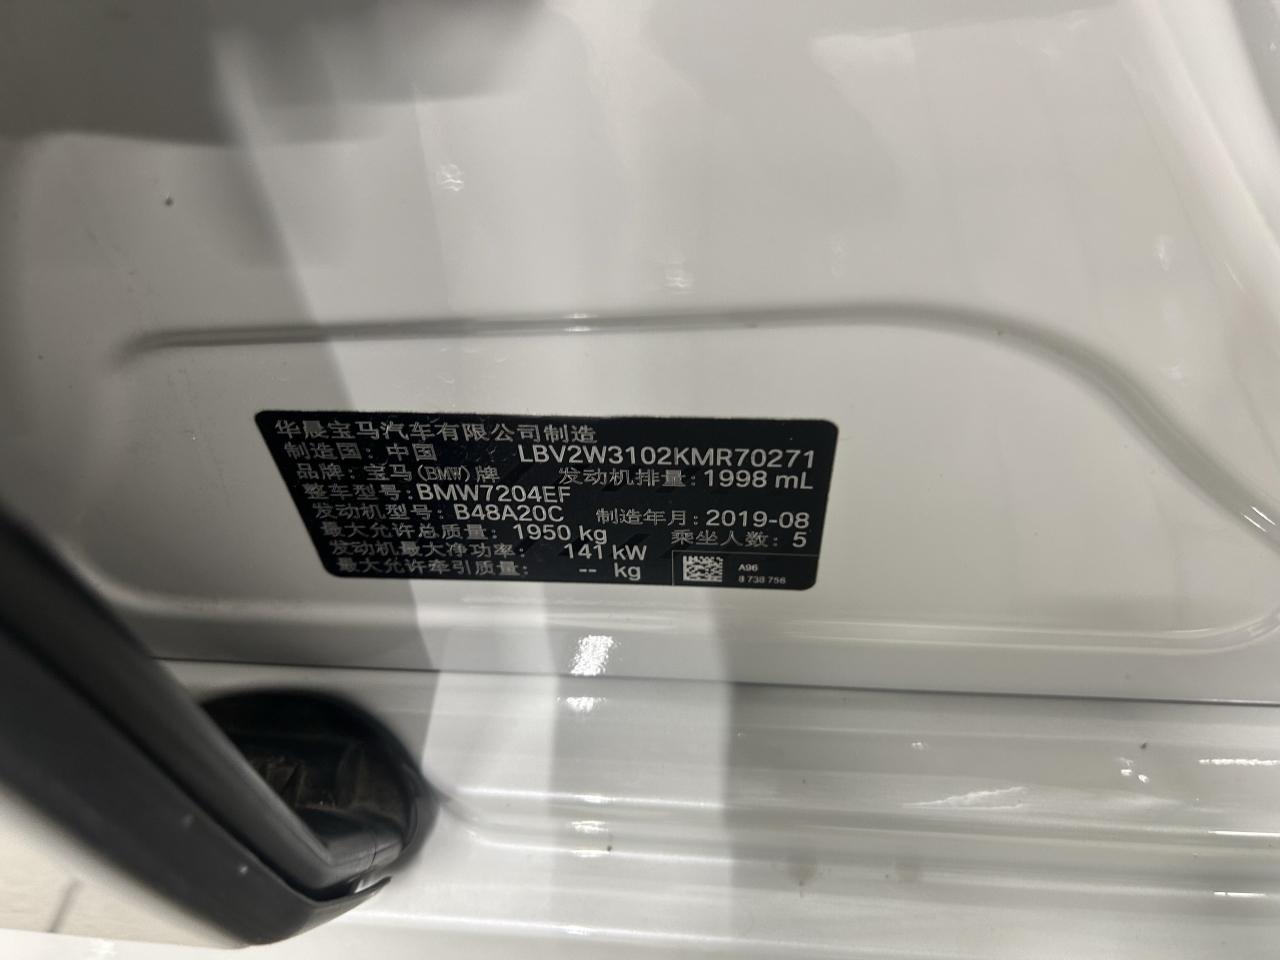 华晨宝马汽车有限公司制造
制造国：中国 LBV2W3102KMR70271
品牌：宝马(BMW)牌 发动机排量：1998 mL
整车型号：BMW7204EF
发动机型号：B48A20C 制造年月：2019-08
最大允许总质量：1950 kg 乘坐人数：5
发动机最大净功率： 141 kW
最大允许牵引质量： -- kg
A96
8 738 756